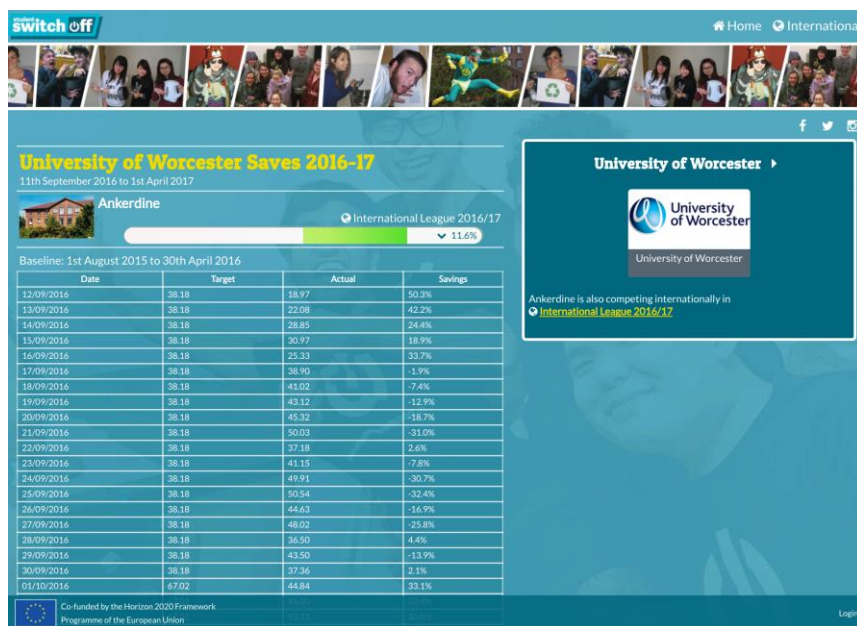 student
switch off
Home International
University of Worcester Saves 2016-17
11th September 2016 to 1st April 2017
Ankerdine
International League 2016/17
11.6%
Baseline: 1st August 2015 to 30th April 2016
Date Target Actual Savings
12/09/2016 38.18 18.97 50.3%
13/09/2016 38.18 22.08 42.2%
14/09/2016 38.18 28.85 24.4%
15/09/2016 38.18 30.97 18.9%
16/09/2016 38.18 25.33 33.7%
17/09/2016 38.18 38.90 -1.9%
18/09/2016 38.18 41.02 -7.4%
19/09/2016 38.18 43.12 -12.9%
20/09/2016 38.18 45.32 -18.7%
21/09/2016 38.18 50.03 -31.0%
22/09/2016 38.18 37.18 2.6%
23/09/2016 38.18 41.15 -7.8%
24/09/2016 38.18 49.91 -30.7%
25/09/2016 38.18 50.54 -32.4%
26/09/2016 38.18 44.63 -16.9%
27/09/2016 38.18 48.02 -25.8%
28/09/2016 38.18 36.50 4.4%
29/09/2016 38.18 43.50 -13.9%
30/09/2016 38.18 37.36 2.1%
01/10/2016 67.02 44.84 33.1%
University of Worcester
University
of Worcester
University of Worcester
Ankerdine is also competing internationally in
International League 2016/17
Co-funded by the Horizon 2020 Framework
Programme of the European Union
Login